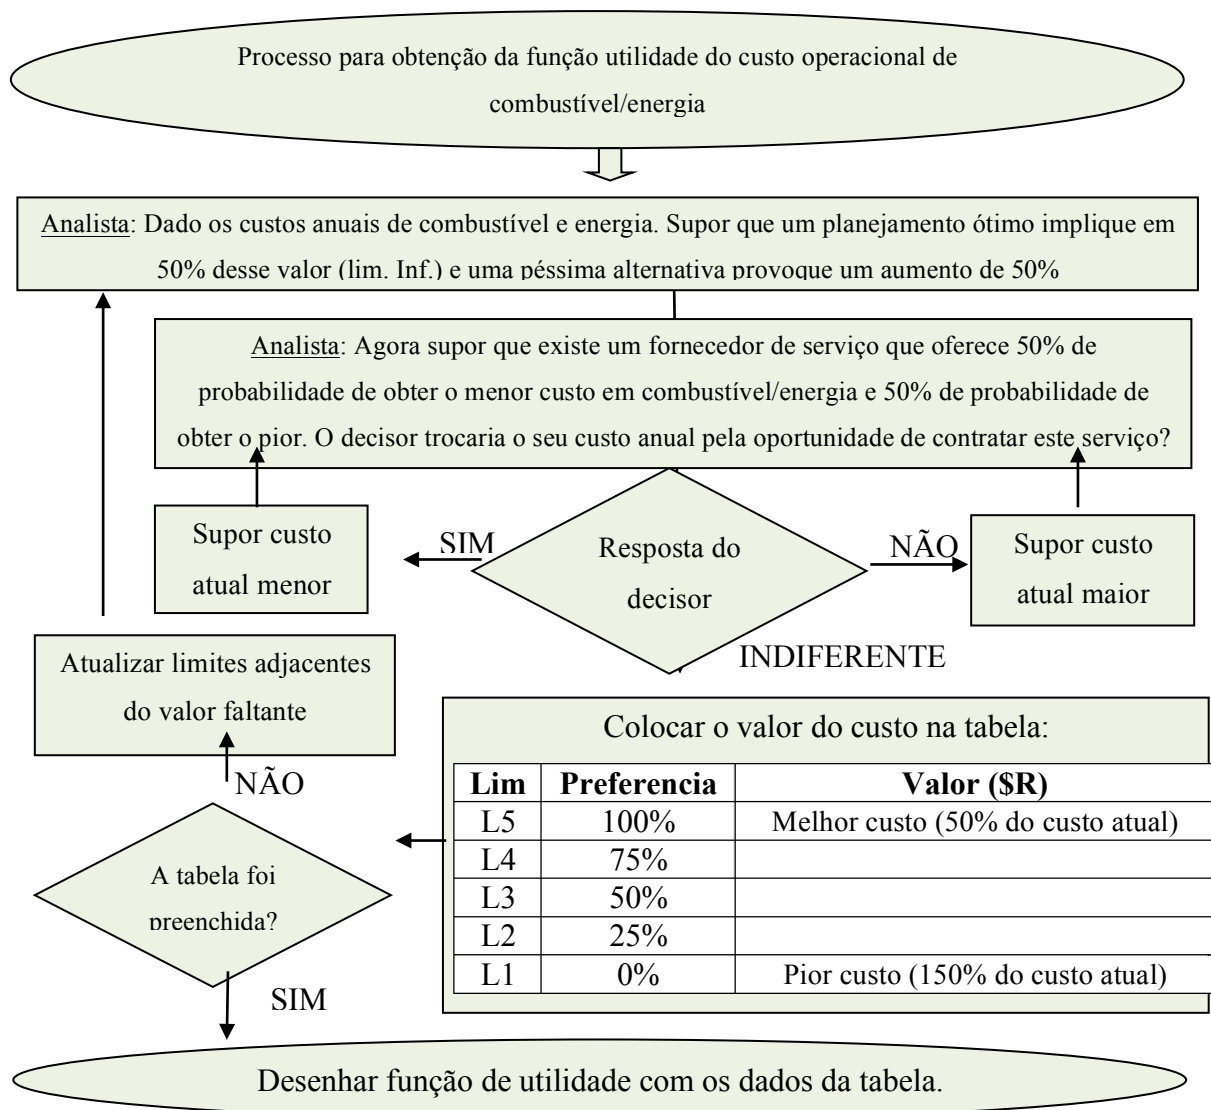 Processo para obtenção da função utilidade do custo operacional de
combustível/energia
Analista: Dado os custos anuais de combustível e energia. Supor que um planejamento ótimo implique em
50% desse valor (lim. Inf.) e uma péssima alternativa provoque um aumento de 50%
Analista: Agora supor que existe um fornecedor de serviço que oferece 50% de
probabilidade de obter o menor custo em combustível/energia e 50% de probabilidade de
obter o pior. O decisor trocaria o seu custo anual pela oportunidade de contratar este serviço?
Supor custo
atual menor
SIM
Resposta do
decisor
NÃO
Supor custo
atual maior
INDIFERENTE
Atualizar limites adjacentes
do valor faltante
NÃO
A tabela foi
preenchida?
SIM
Colocar o valor do custo na tabela:
Lim Preferencia Valor ($R)
L5 100% Melhor custo (50% do custo atual)
L4 75%
L3 50%
L2 25%
L1 0% Pior custo (150% do custo atual)
Desenhar função de utilidade com os dados da tabela.